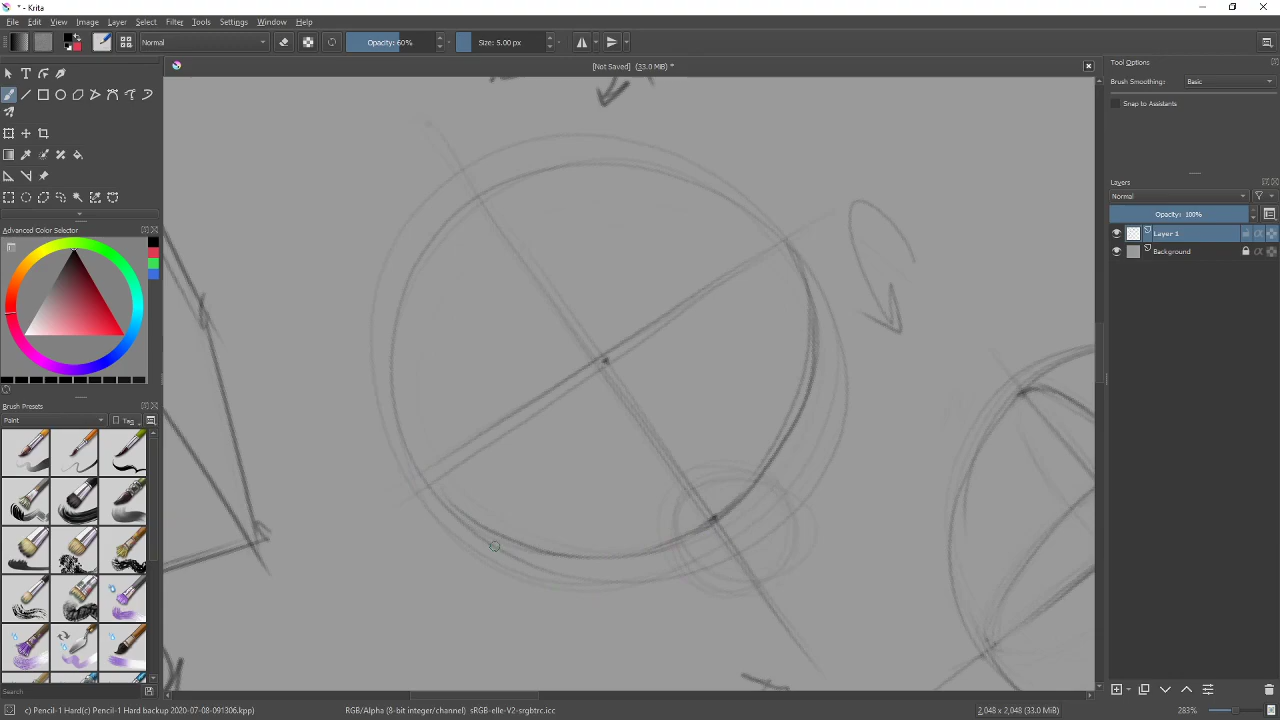 * - Krita
File Edit View Image Layer Select Filter Tools Settings Window Help
Normal Opacity: 60% Size: 5.00 px
[Not Saved] (33.0 MiB) *
Tool Options
Brush Smoothing: Basic
Snap to Assistants
Layers
Normal
Opacity: 100%
Layer 1
Background
Advanced Color Selector
Brush Presets
Paint Tag
Search
c) Pencil-1 Hard(c) Pencil-1 Hard backup 2020-07-08-091306.kpp) RGB/Alpha (8-bit integer/channel) sRGB-elle-V2-srgbtrc.icc 2,048 x 2,048 (33.0 MiB) 283%